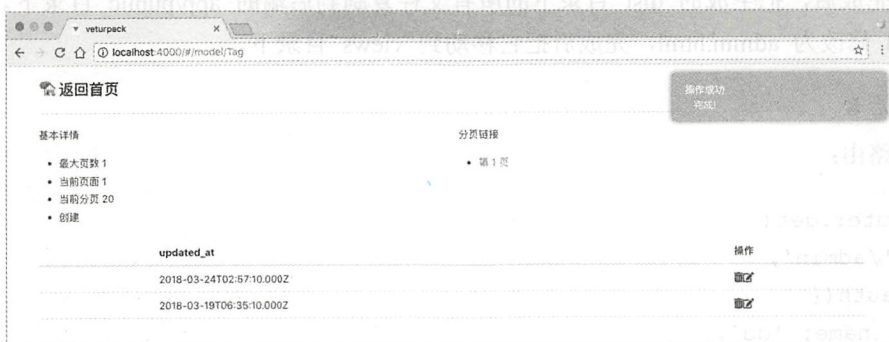 veturpack
localhost:4000/#/model/Tag
返回首页
操作成功
完成!
基本详情
分页链接
最大页数 1
第 1 页
当前页面 1
当前分页 20
创建
updated_at
操作
2018-03-24T02:57:10.000Z
2018-03-19T06:35:10.000Z